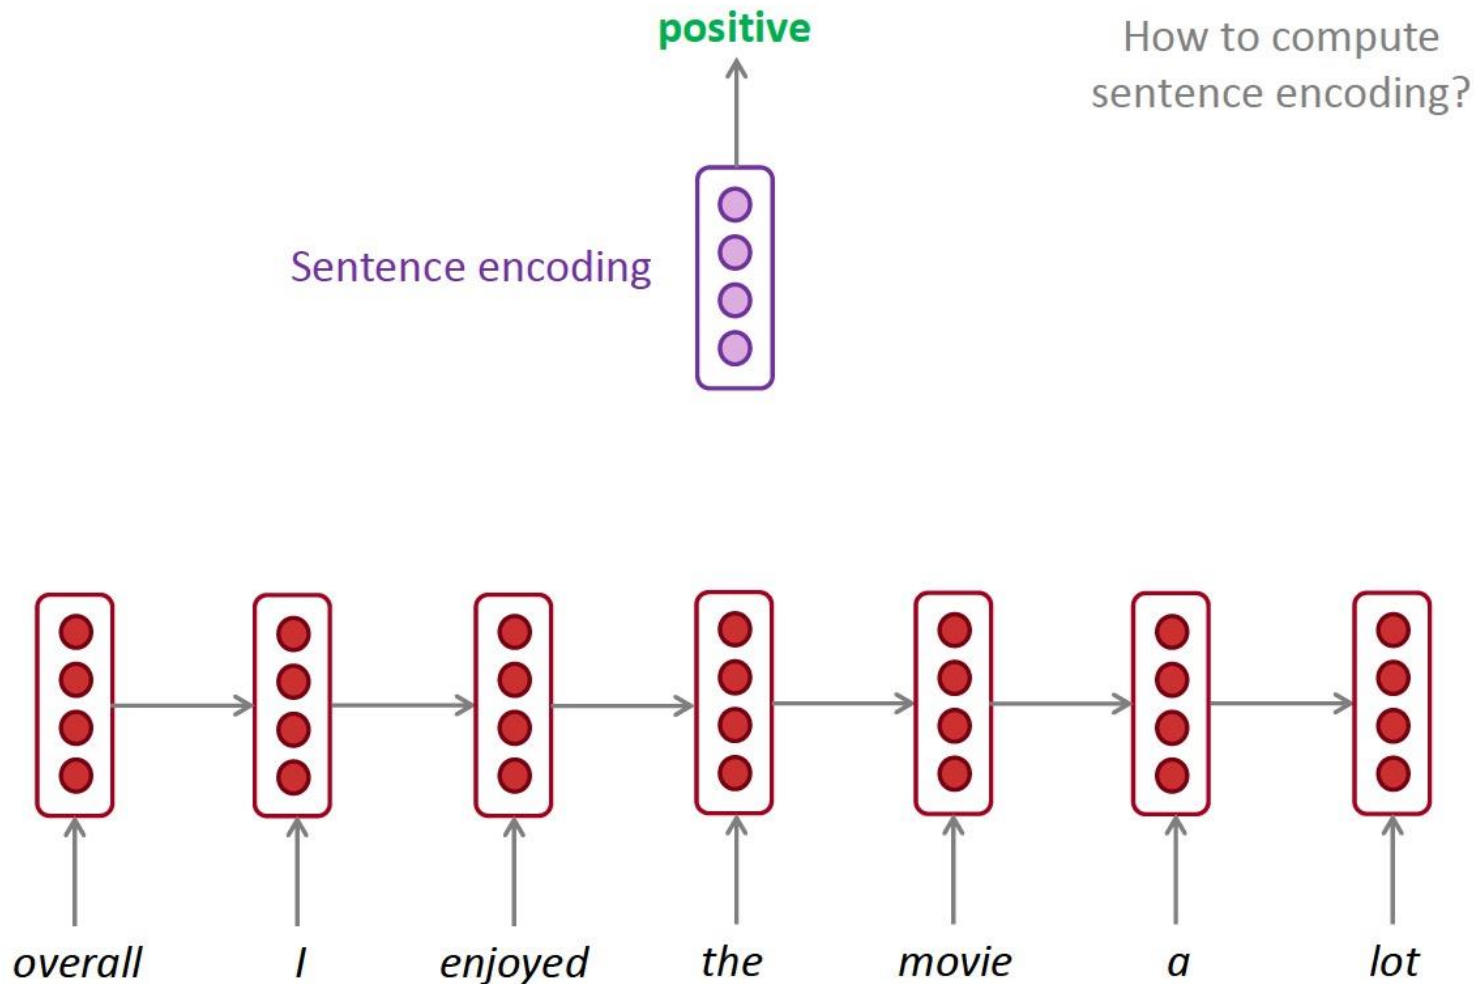 positive
How to compute
sentence encoding?
Sentence encoding
overall I enjoyed the movie a lot